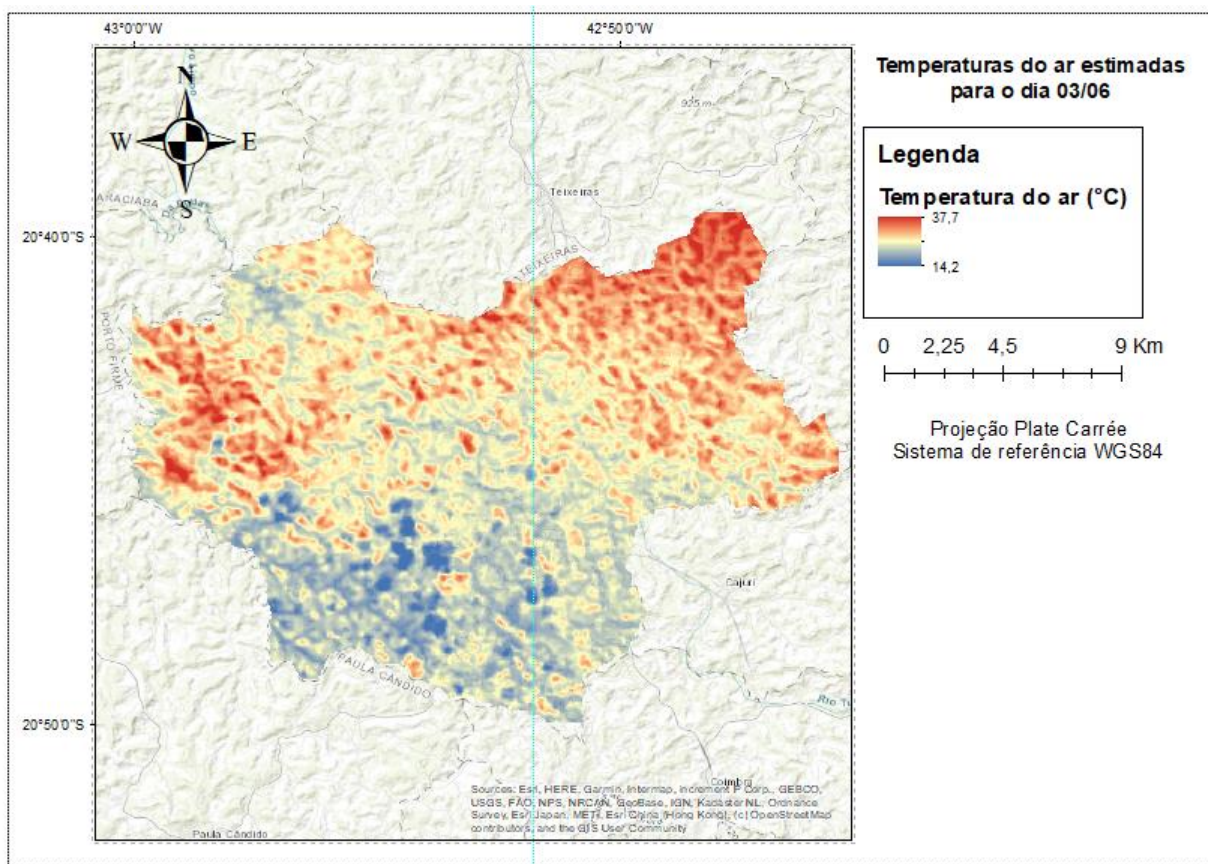 43°0'0"W
42°50'0"W
N
W
E
S
925 m
Teixeiras
TEIXEIRAS
ARACIABA
20°40'0"S
PORTO FIRME
Cajuri
PAULA CÂNDIDO
20°50'0"S
Coimbra
Paula Cândido
Sources: Esri, HERE, Garmin, Intermap, increment P Corp., GEBCO,
USGS, FAO, NPS, NRCAN, GeoBase, IGN, Kadaster NL, Ordnance
Survey, Esri Japan, METI, Esri China (Hong Kong), (c) OpenStreetMap
contributors, and the GIS User Community
Temperaturas do ar estimadas
para o dia 03/06
Legenda
Temperatura do ar (°C)
37,7
14,2
0 2,25 4,5 9 Km
Projeção Plate Carrée
Sistema de referência WGS84